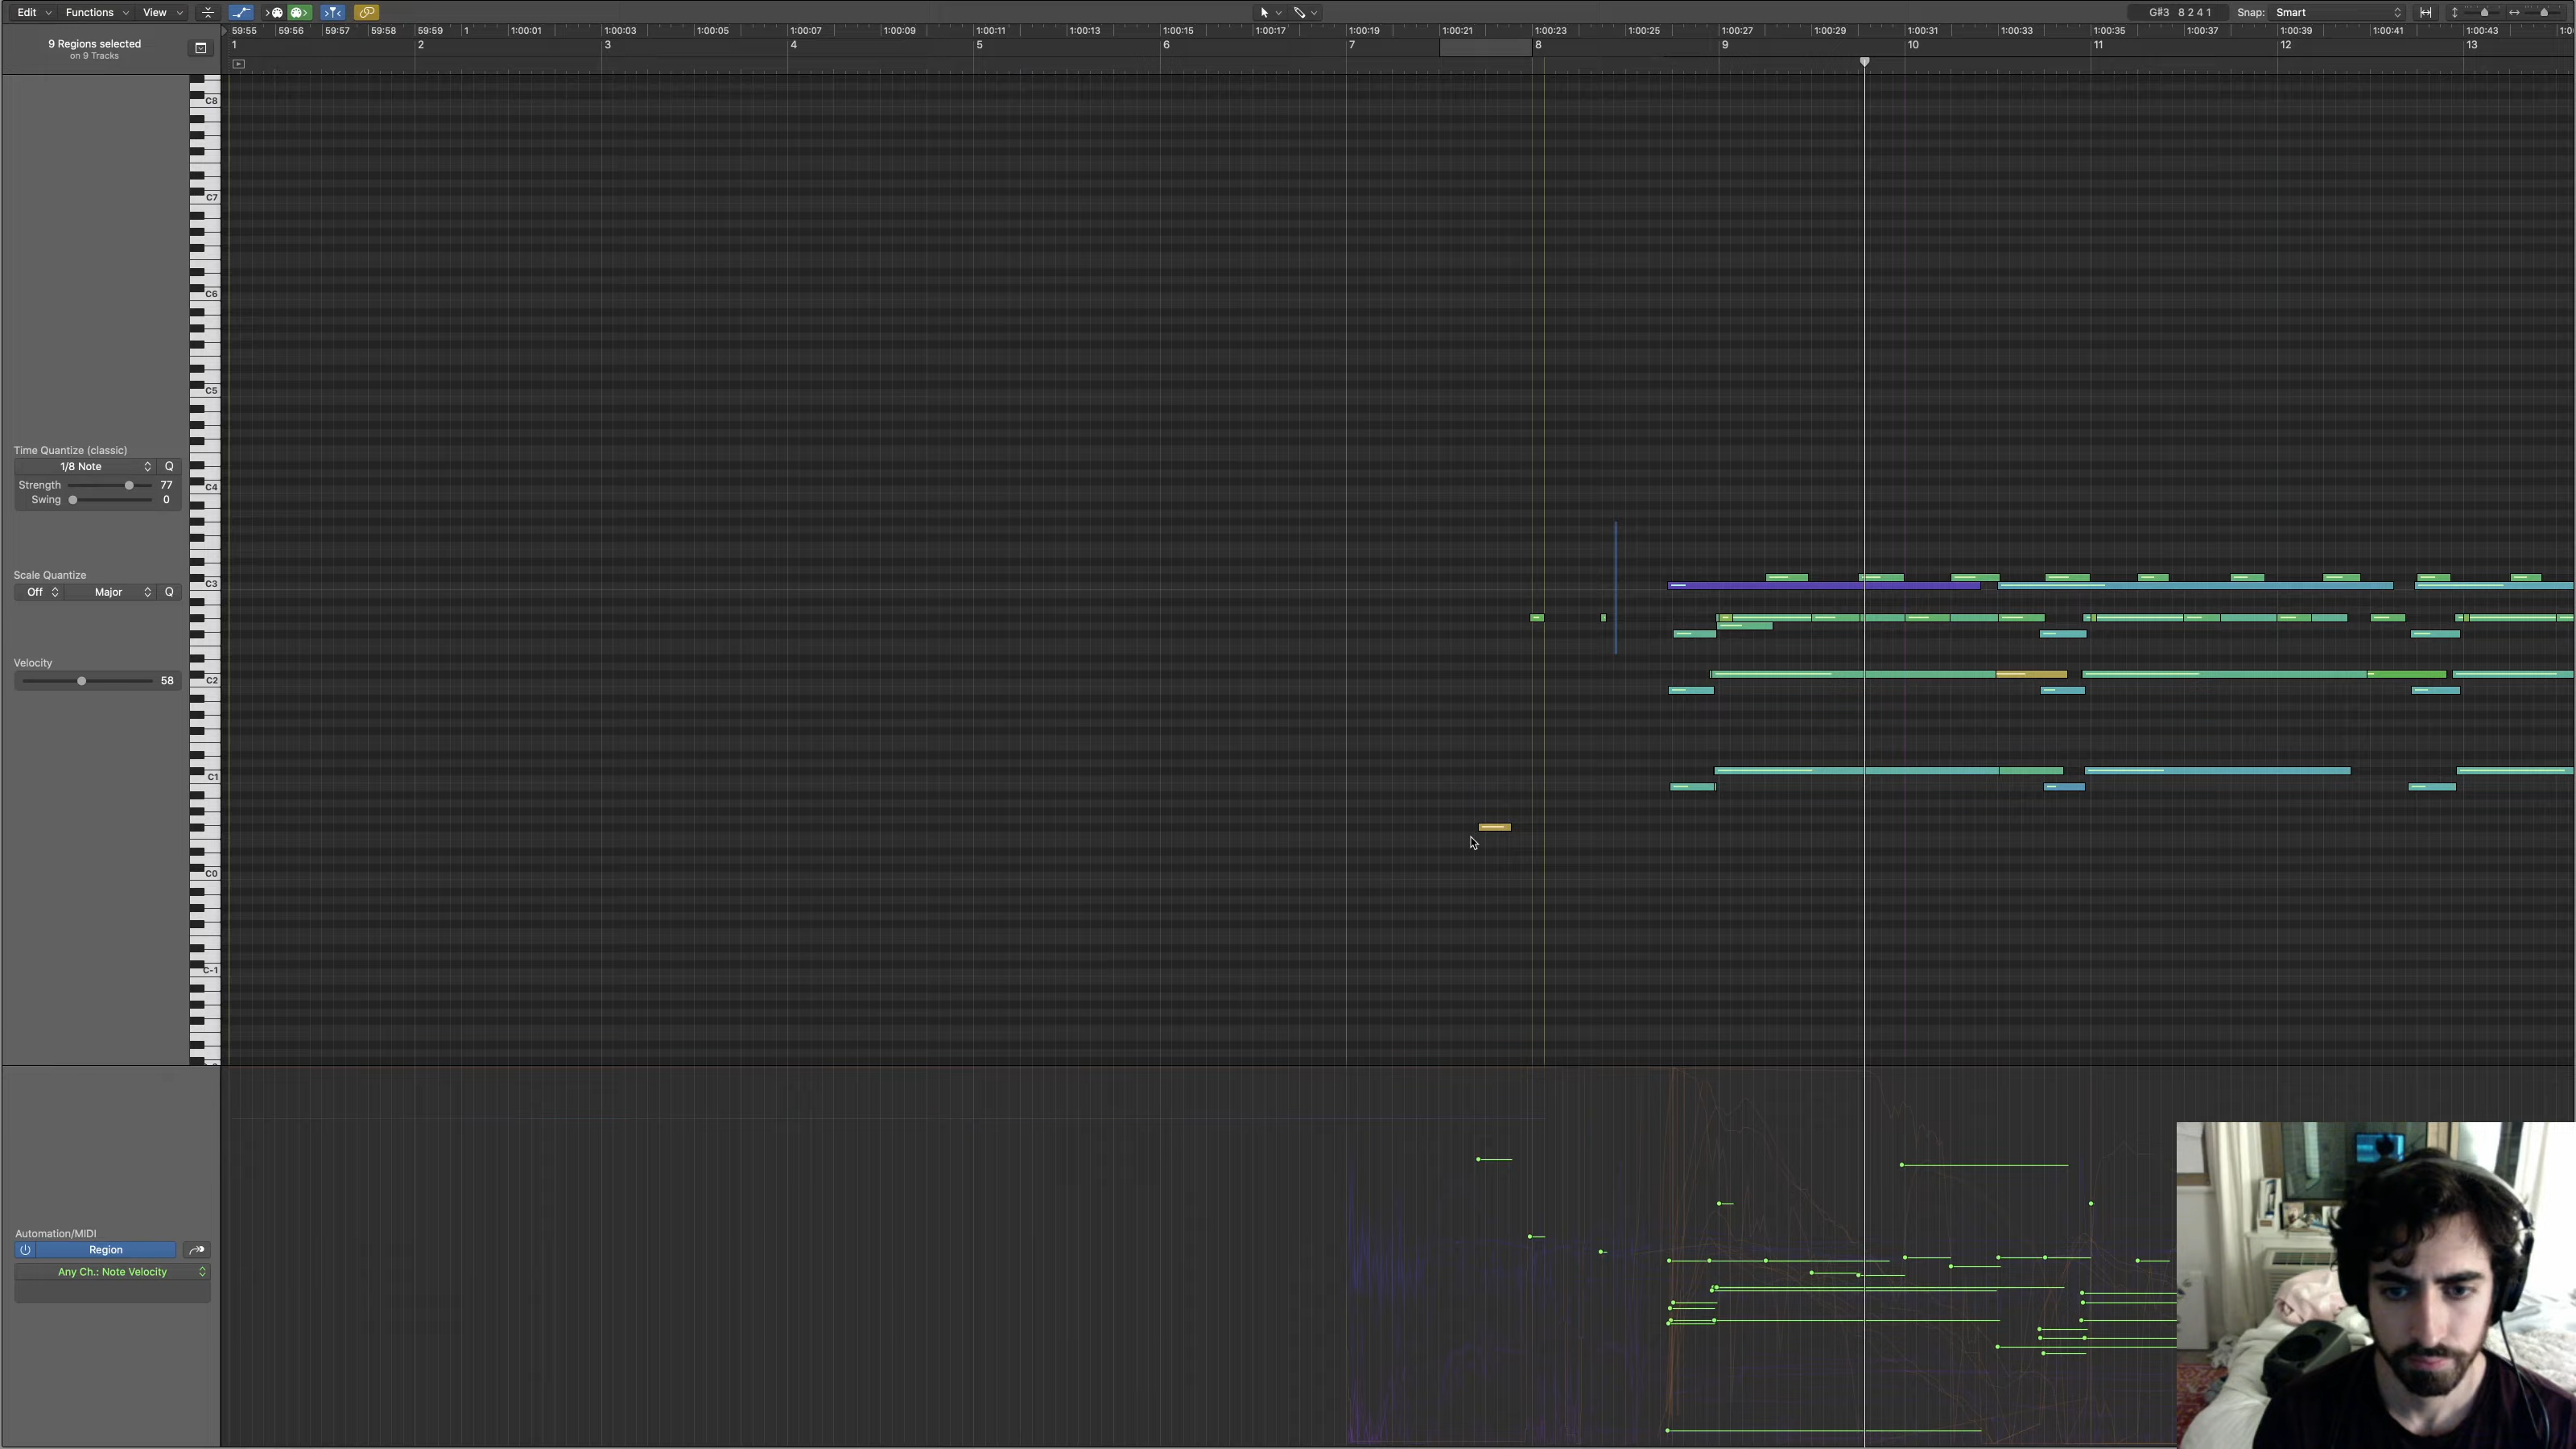 Edit Functions View
G#3 8 2 4 1 Snap: Smart
59:55 59:56 59:57 59:58 59:59 1 1:00:01 1:00:03 1:00:05 1:00:07 1:00:09 1:00:11 1:00:13 1:00:15 1:00:17 1:00:19 1:00:21 1:00:23 1:00:25 1:00:27 1:00:29 1:00:31 1:00:33 1:00:35 1:00:37 1:00:39 1:00:41 1:00:43
1 2 3 4 5 6 7 8 9 10 11 12 13
9 Regions selected
on 9 Tracks
C8
C7
C6
C5
Time Quantize (classic)
1/8 Note Q
Strength 77
C4
Swing 0
Scale Quantize
C3
Off Major Q
Velocity
C2
58
C1
C0
C-1
Automation/MIDI
Region
Any Ch.: Note Velocity